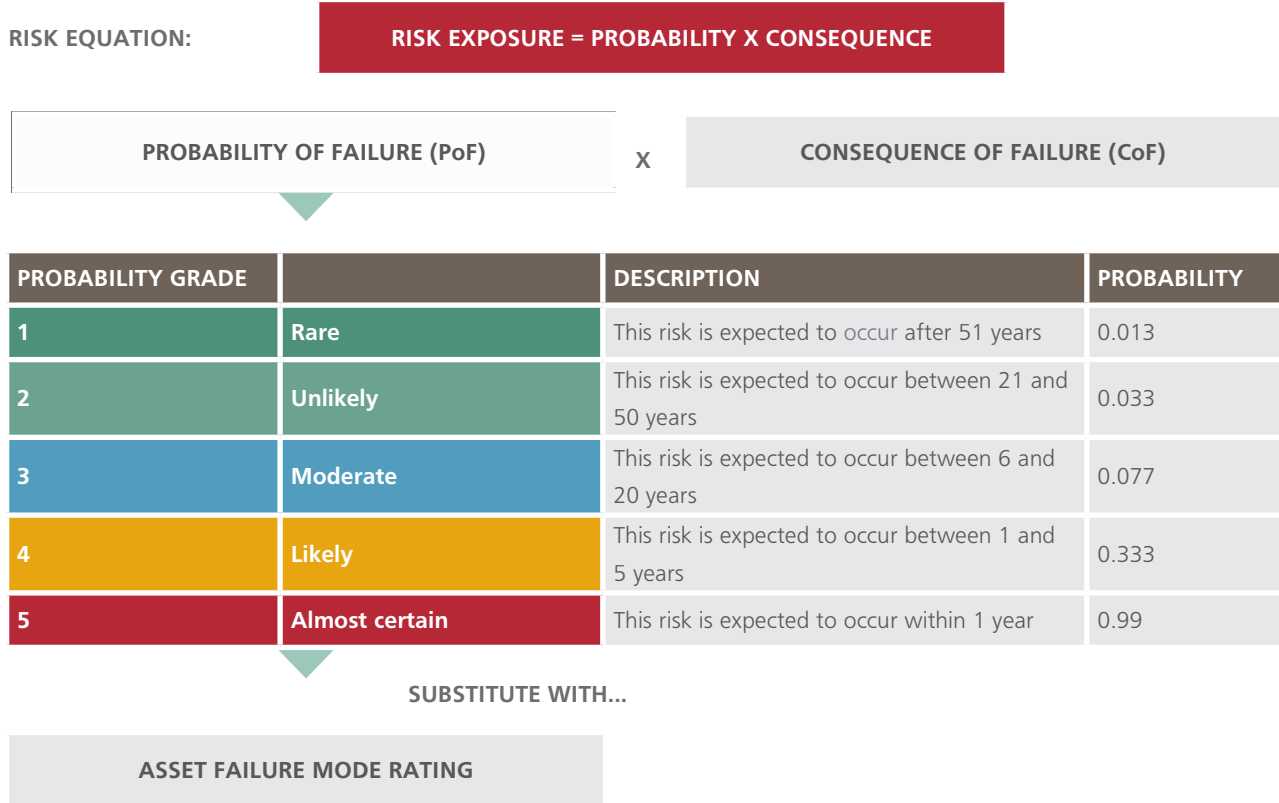 RISK EQUATION:
RISK EXPOSURE = PROBABILITY X CONSEQUENCE
PROBABILITY OF FAILURE (PoF)
X
CONSEQUENCE OF FAILURE (CoF)
PROBABILITY GRADE
DESCRIPTION
PROBABILITY
1
Rare
This risk is expected to occur after 51 years
0.013
2
Unlikely
This risk is expected to occur between 21 and
50 years
0.033
3
Moderate
This risk is expected to occur between 6 and
20 years
0.077
4
Likely
This risk is expected to occur between 1 and
5 years
0.333
5
Almost certain
This risk is expected to occur within 1 year
0.99
SUBSTITUTE WITH...
ASSET FAILURE MODE RATING